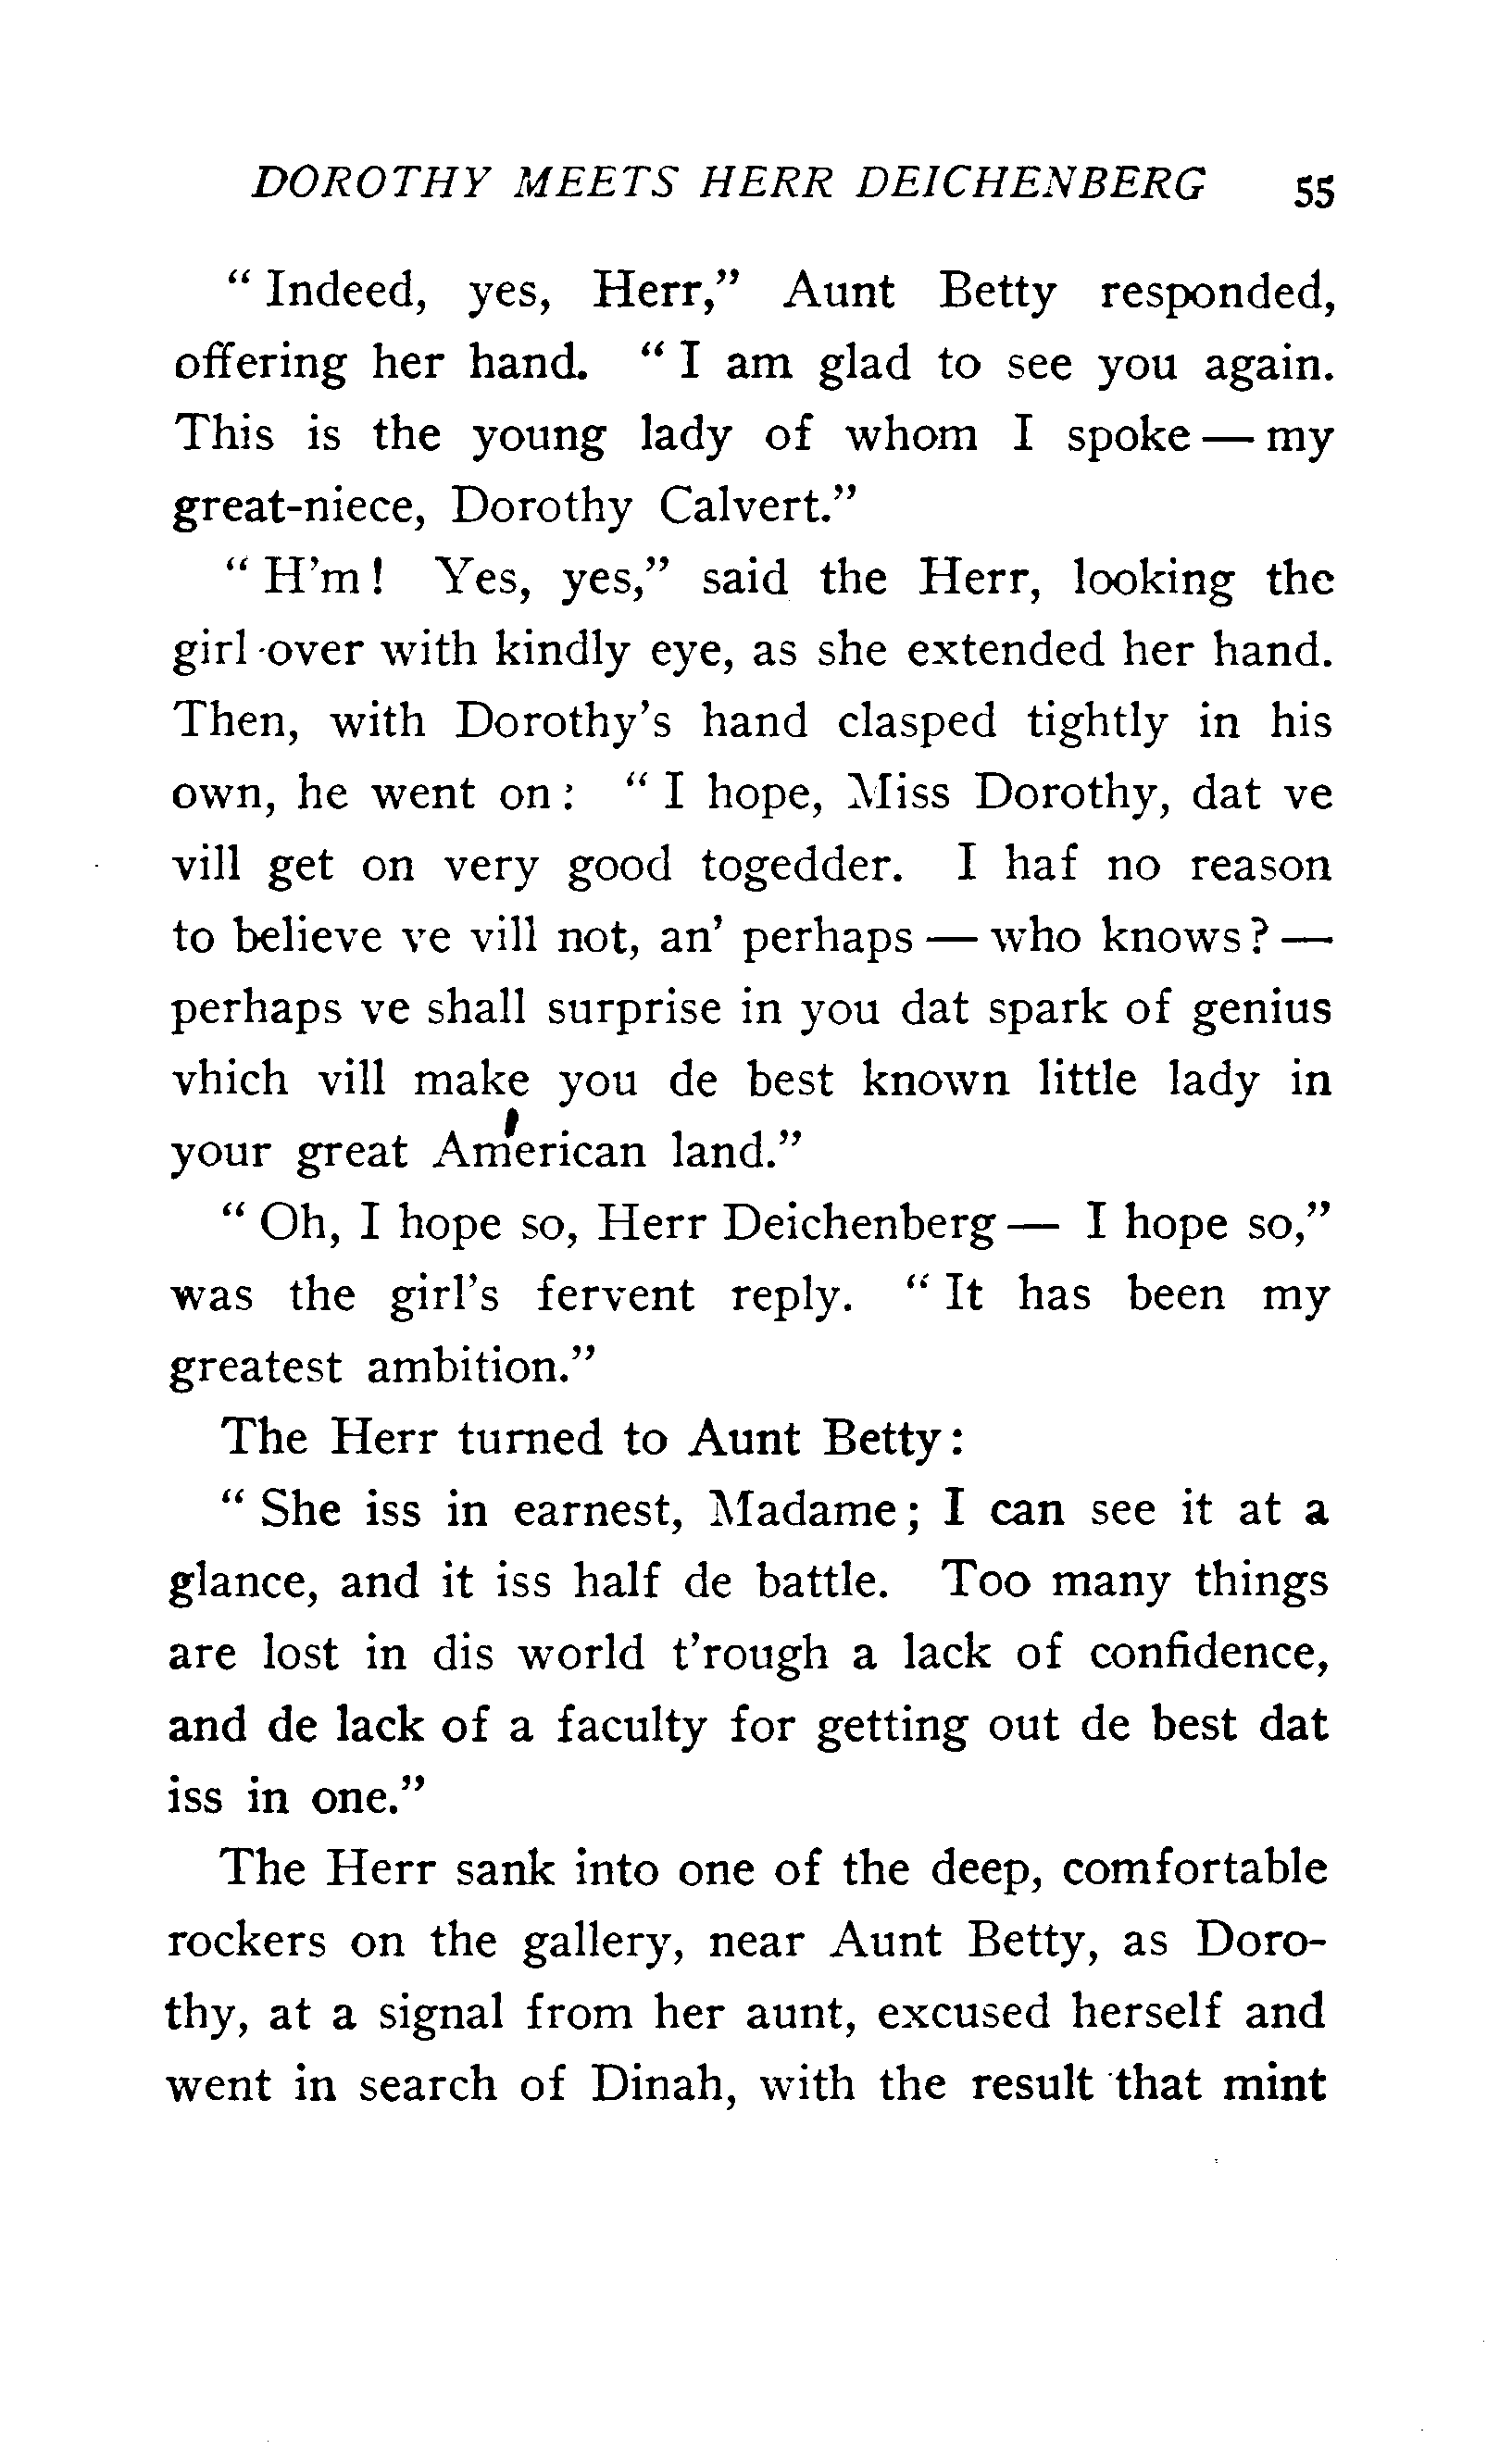 DOROTHY MEETS HERR DEICHENBERG 55
“ Indeed, yes, Herr,” Aunt Betty responded,
offering her hand. “ I am glad to see you again.
This is the young lady of whom I spoke — my
great-niece, Dorothy Calvert.”
“ H’m ! Yes, yes,” said the Herr, looking the
girl over with kindly eye, as she extended her hand.
Then, with Dorothy’s hand clasped tightly in his
own, he went on : “ I hope, Miss Dorothy, dat ve
vill get on very good togedder. I haf no reason
to believe ve vill not, an’ perhaps — who knows ? —
perhaps ve shall surprise in you dat spark of genius
vhich vill make you de best known little lady in
your great American land.”
“ Oh, I hope so, Herr Deichenberg — I hope so,”
was the girl’s fervent reply. “ It has been my
greatest ambition.”
The Herr turned to Aunt Betty :
“ She iss in earnest, Madame ; I can see it at a
glance, and it iss half de battle. Too many things
are lost in dis world t’rough a lack of confidence,
and de lack of a faculty for getting out de best dat
iss in one.”
The Herr sank into one of the deep, comfortable
rockers on the gallery, near Aunt Betty, as Doro-
thy, at a signal from her aunt, excused herself and
went in search of Dinah, with the result that mint